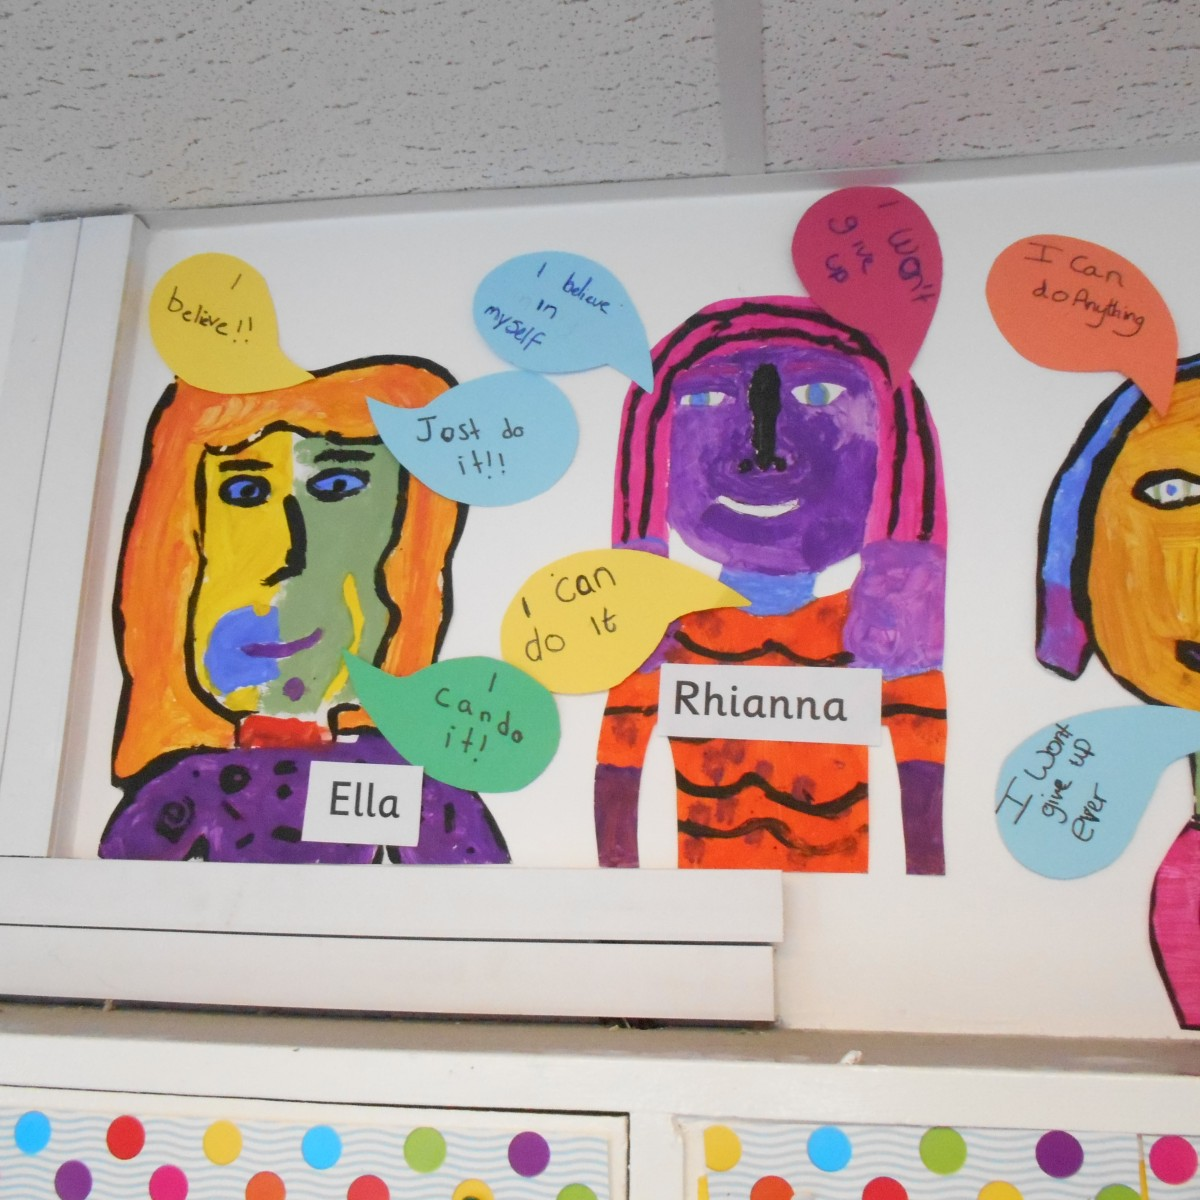 I
believe!!
Jost do
it!!
I
can do
it!
Ella
I believe
in
myself
I Won't
give
up
I can
do it
Rhianna
I can
do Anything
I Wont
give up
ever